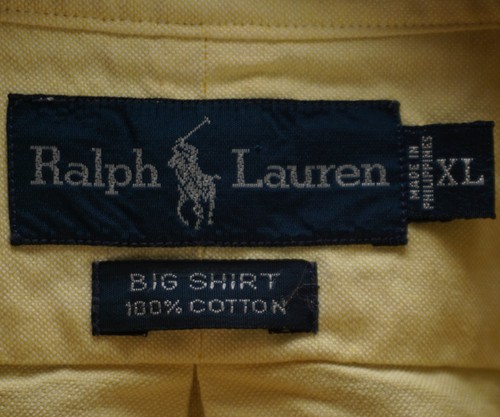 Ralph Lauren
MADE IN
PHILIPPINES
XL
BIG SHIRT
100% COTTON